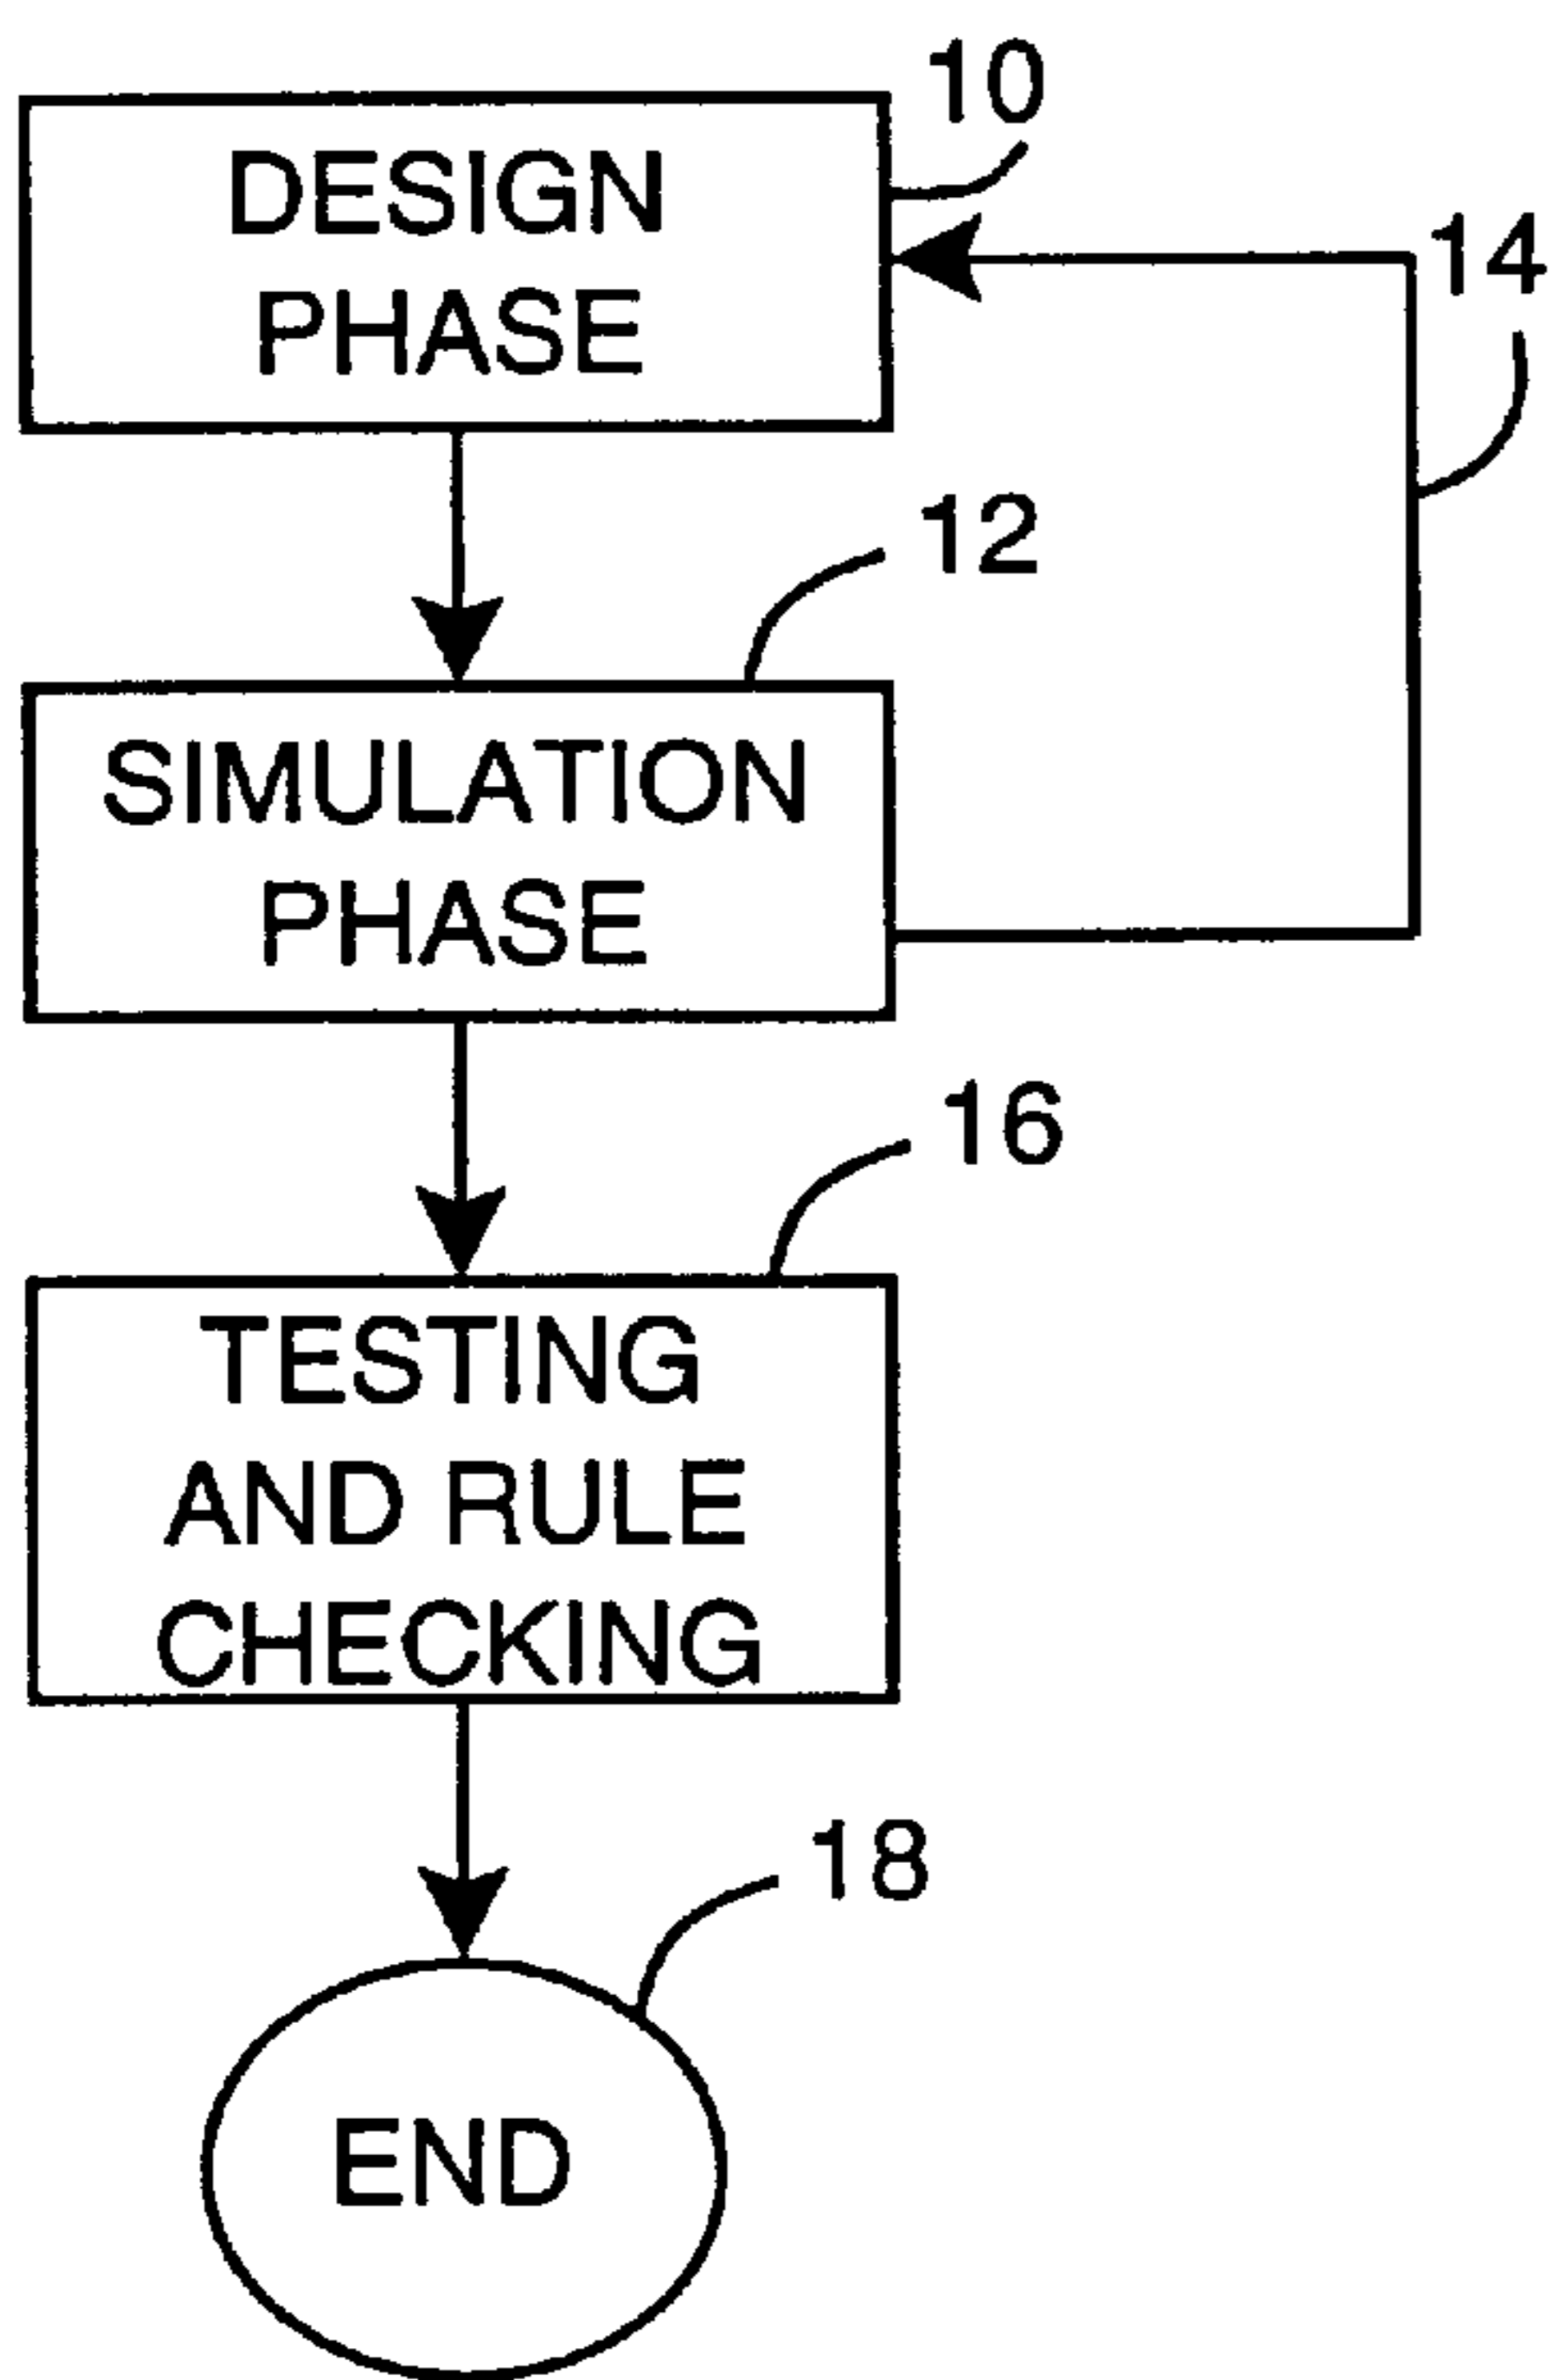 10
DESIGN
PHASE
14
12
SIMULATION
PHASE
16
TESTING
AND RULE
CHECKING
18
END